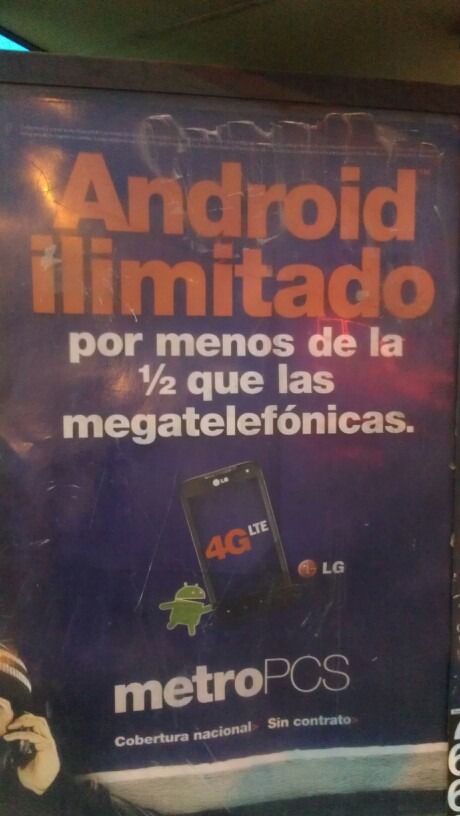 Android
ilimitado
por menos de la
½ que las
megatelefónicas.
LG
4G LTE
LG
metroPCS
Cobertura nacional> Sin contrato>
766